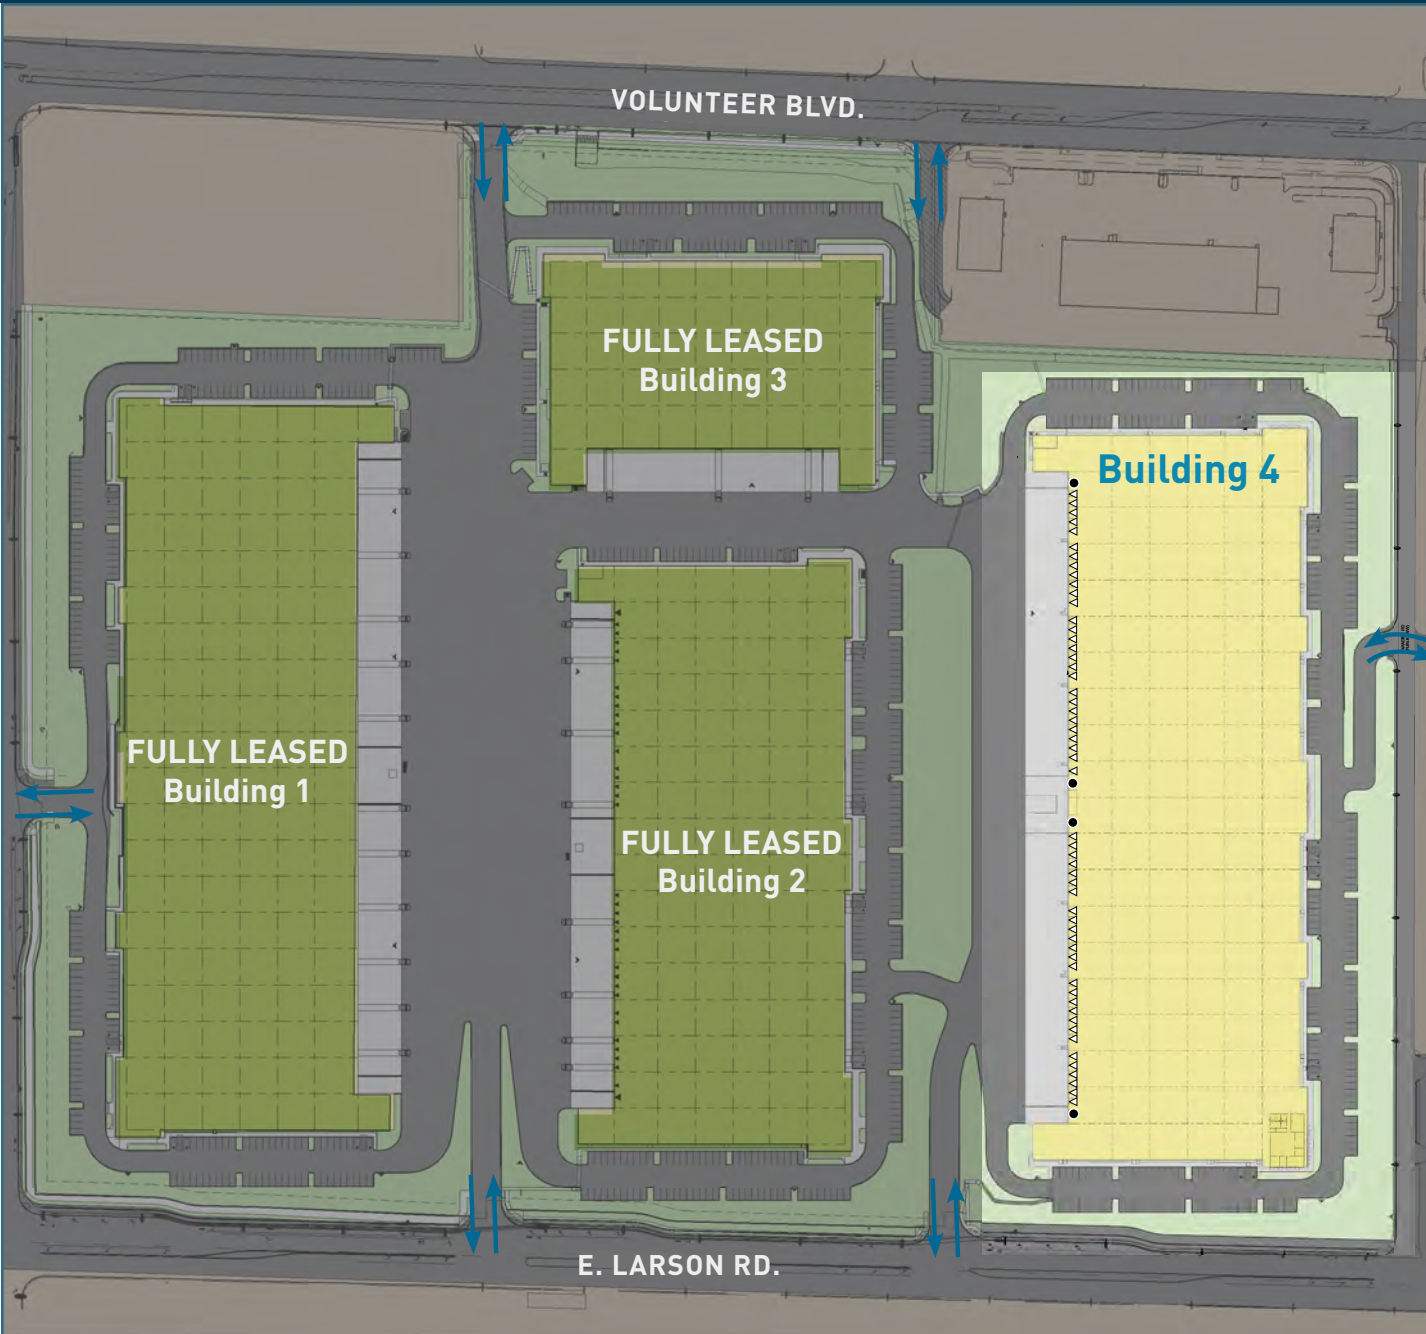 VOLUNTEER BLVD.
FULLY LEASED
Building 3
Building 4
FULLY LEASED
Building 1
FULLY LEASED
Building 2
E. LARSON RD.